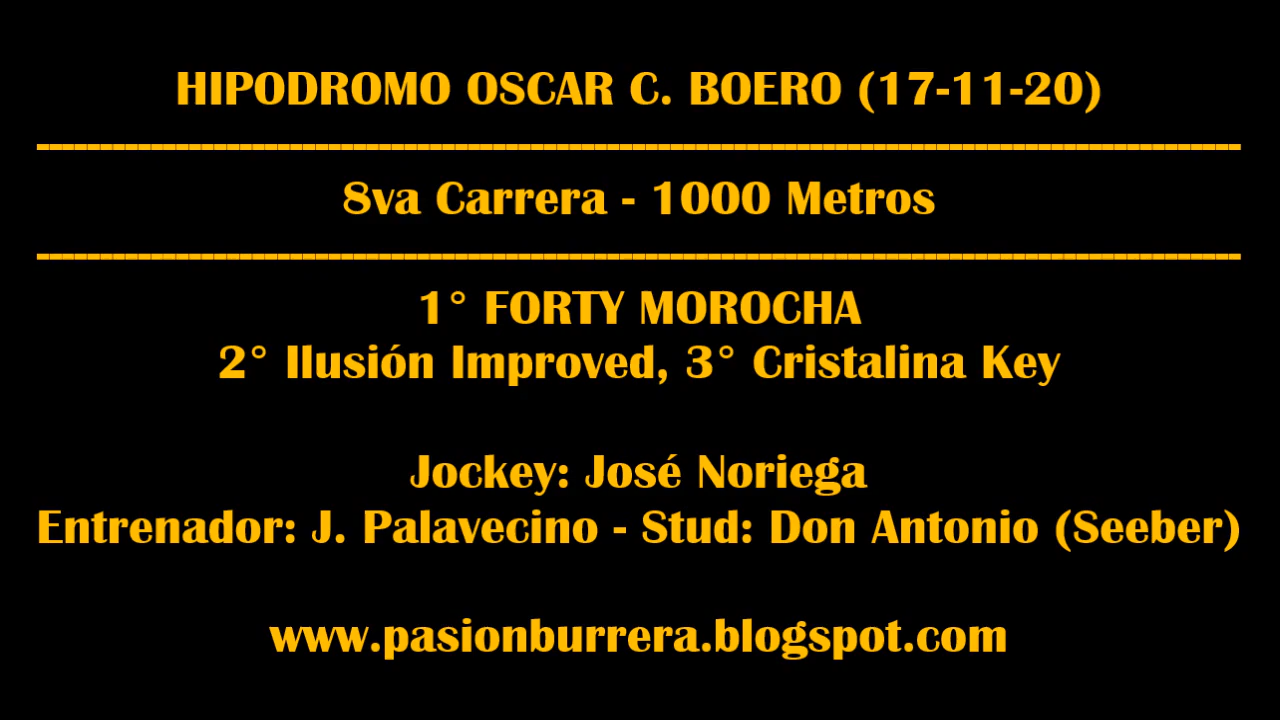 HIPODROMO OSCAR C. BOERO (17-11-20)
8va Carrera - 1000 Metros
1° FORTY MOROCHA
2° Ilusión Improved, 3° Cristalina Key
Jockey: José Noriega
Entrenador: J. Palavecino - Stud: Don Antonio (Seeber)
www.pasionburrera.blogspot.com